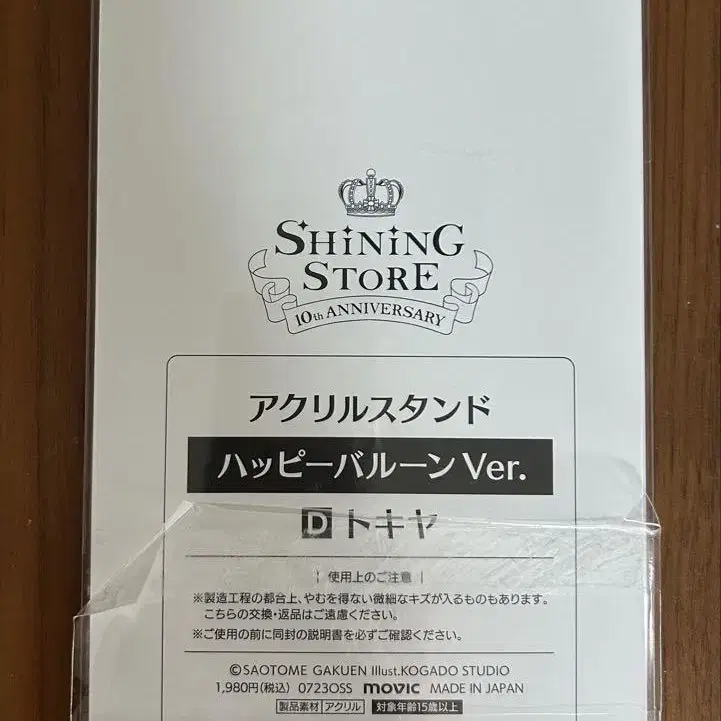 SHiNiNG
STORE
10th ANNIVERSARY
アクリルスタンド
ハッピーバルーン Ver.
D トキヤ
使用上のご注意
※製造工程の都合上、やむを得ない微細なキズが入るものもあります。
こちらの交換・返品はご遠慮ください。
※ご使用の前に同封の説明書を必ずご確認ください。
©SAOTOME GAKUEN Illust.KOGADO STUDIO
1,980円(税込) 0723OSS movic MADE IN JAPAN
製品素材 アクリル 対象年齢15歳以上